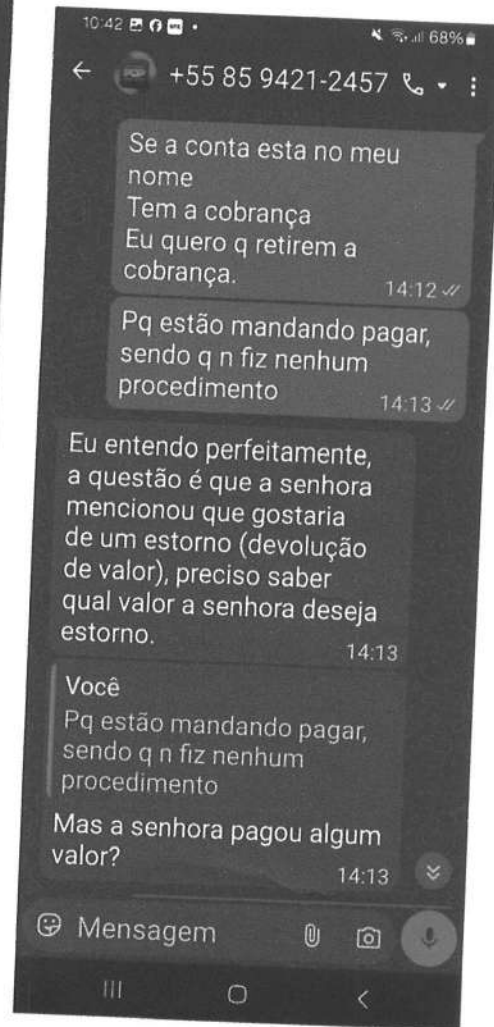 10:42
68%
+55 85 9421-2457
Se a conta esta no meu
nome
Tem a cobrança
Eu quero q retirem a
cobrança.
14:12
Pq estão mandando pagar,
sendo q n fiz nenhum
procedimento
14:13
Eu entendo perfeitamente,
a questão é que a senhora
mencionou que gostaria
de um estorno (devolução
de valor), preciso saber
qual valor a senhora deseja
estorno.
14:13
Você
Pq estão mandando pagar,
sendo q n fiz nenhum
procedimento
Mas a senhora pagou algum
valor?
14:13
Mensagem